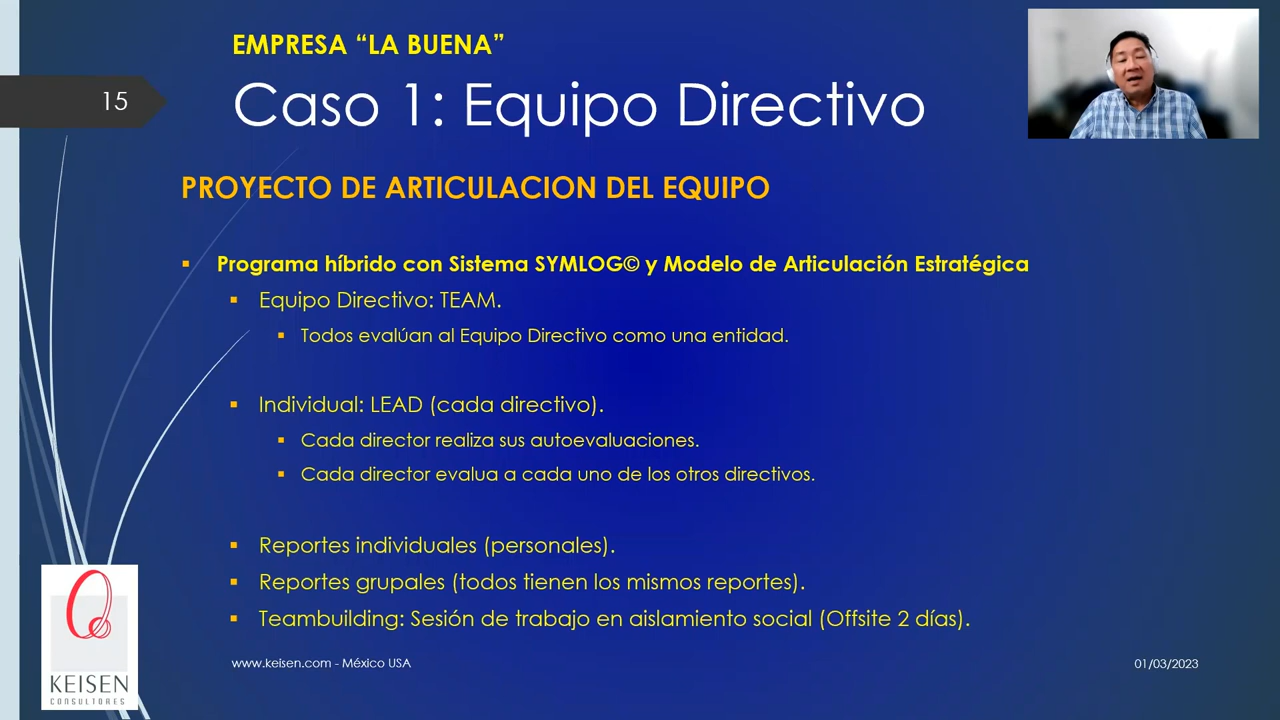 EMPRESA “LA BUENA”
15
Caso 1: Equipo Directivo
PROYECTO DE ARTICULACION DEL EQUIPO
Programa híbrido con Sistema SYMLOG© y Modelo de Articulación Estratégica
Equipo Directivo: TEAM.
Todos evalúan al Equipo Directivo como una entidad.
Individual: LEAD (cada directivo).
Cada director realiza sus autoevaluaciones.
Cada director evalua a cada uno de los otros directivos.
Reportes individuales (personales).
Reportes grupales (todos tienen los mismos reportes).
Teambuilding: Sesión de trabajo en aislamiento social (Offsite 2 días).
KEISEN
CONSULTORES
www.keisen.com - México USA
01/03/2023